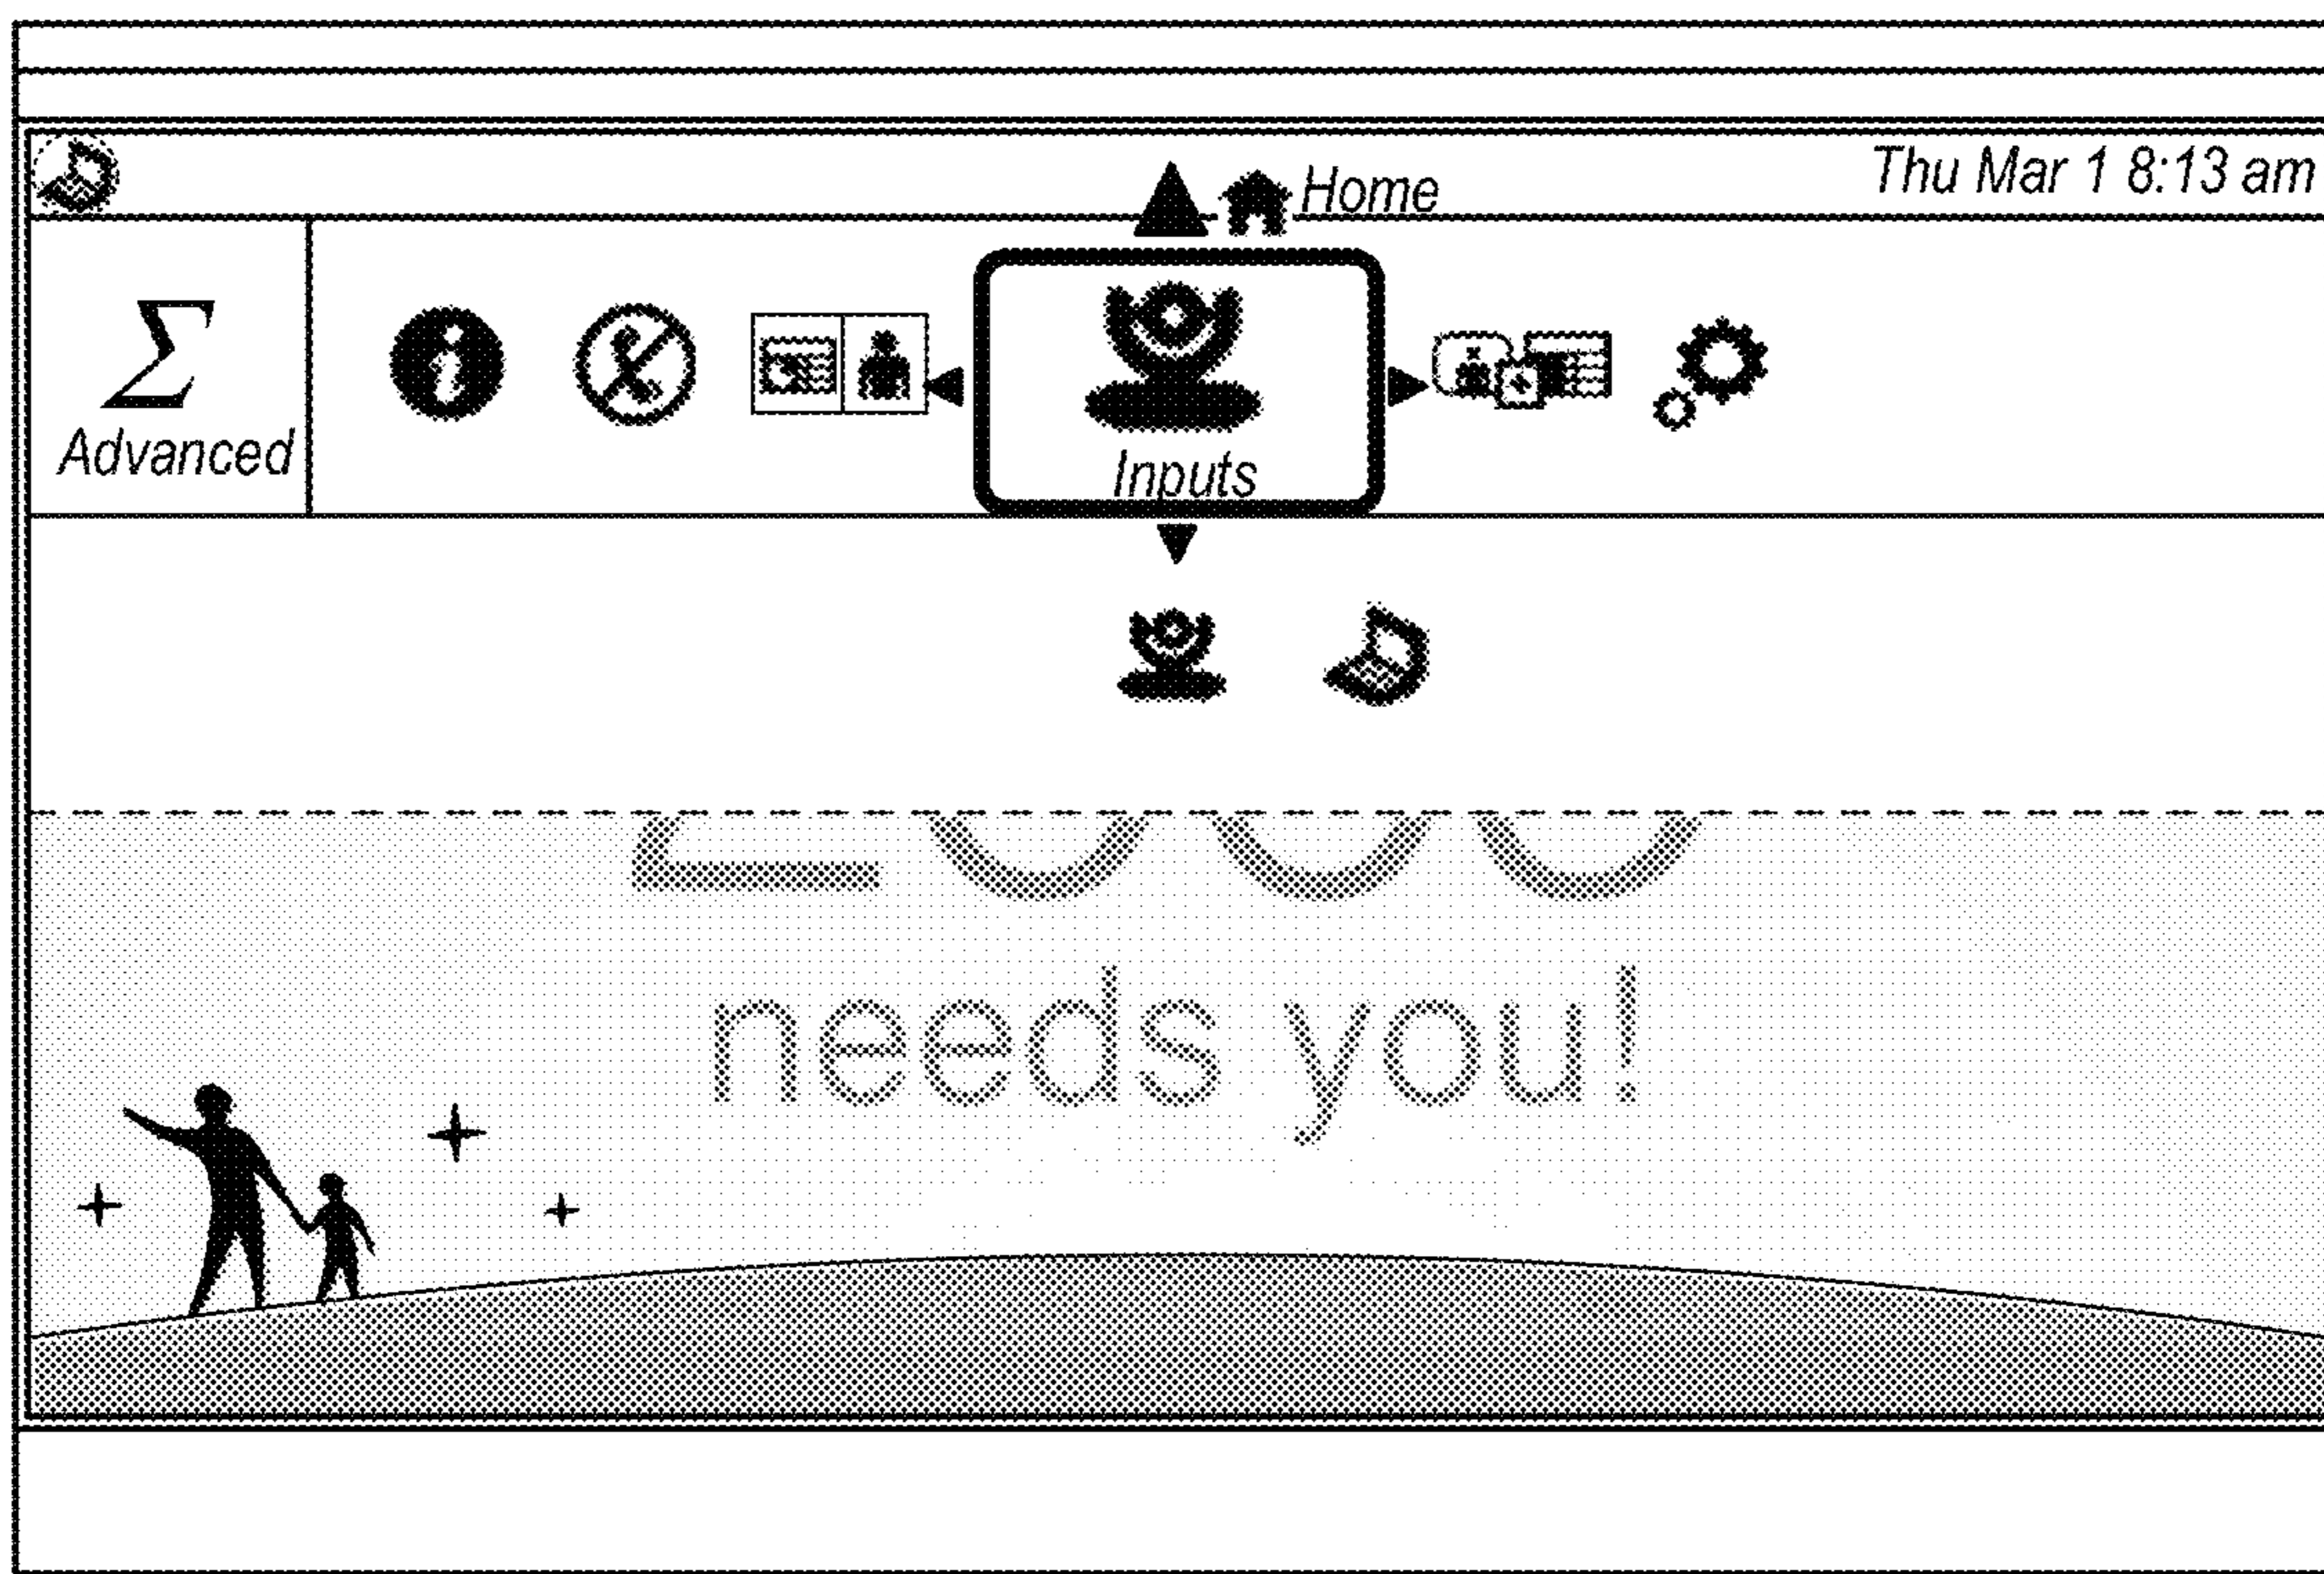 Home
Thu Mar 1 8:13 am
Σ
Advanced
Inputs
needs you!